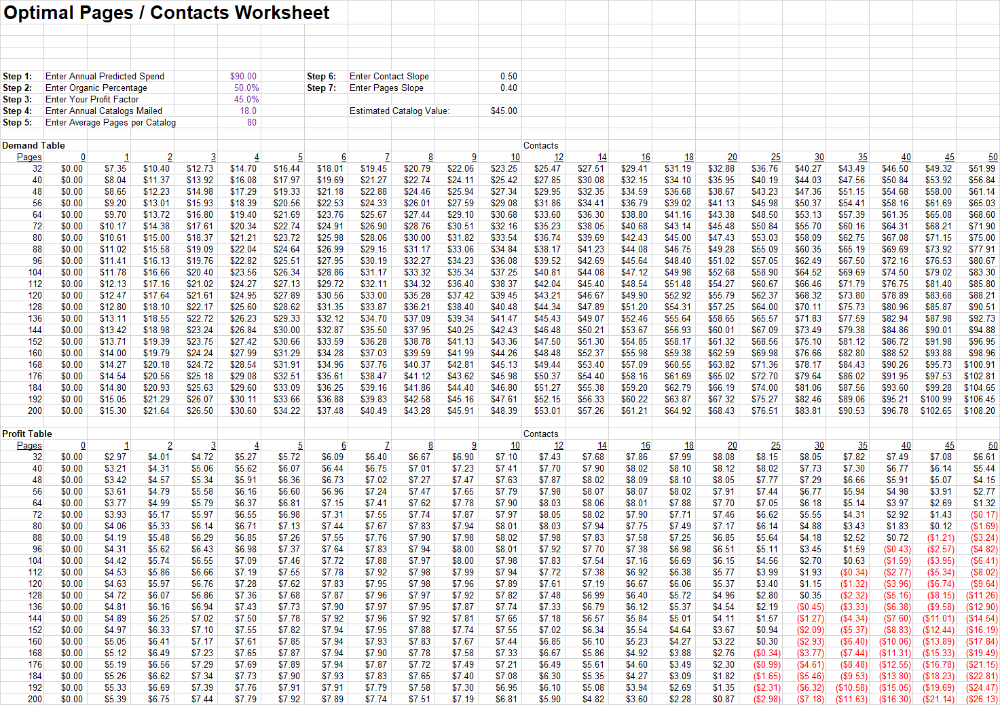 Optimal Pages / Contacts Worksheet
Step 1: Enter Annual Predicted Spend $90.00 Step 6: Enter Contact Slope 0.50
Step 2: Enter Organic Percentage 50.0% Step 7: Enter Pages Slope 0.40
Step 3: Enter Your Profit Factor 45.0%
Step 4: Enter Annual Catalogs Mailed 18.0 Estimated Catalog Value: $45.00
Step 5: Enter Average Pages per Catalog 80
Demand Table Contacts
Pages 0 1 2 3 4 5 6 7 8 9 10 12 14 16 18 20 25 30 35 40 45 50
32 $0.00 $7.35 $10.40 $12.73 $14.70 $16.44 $18.01 $19.45 $20.79 $22.06 $23.25 $25.47 $27.51 $29.41 $31.19 $32.88 $36.76 $40.27 $43.49 $46.50 $49.32 $51.99
40 $0.00 $8.04 $11.37 $13.92 $16.08 $17.97 $19.69 $21.27 $22.74 $24.11 $25.42 $27.85 $30.08 $32.15 $34.10 $35.95 $40.19 $44.03 $47.56 $50.84 $53.92 $56.84
48 $0.00 $8.65 $12.23 $14.98 $17.29 $19.33 $21.18 $22.88 $24.46 $25.94 $27.34 $29.95 $32.35 $34.59 $36.68 $38.67 $43.23 $47.36 $51.15 $54.68 $58.00 $61.14
56 $0.00 $9.20 $13.01 $15.93 $18.39 $20.56 $22.53 $24.33 $26.01 $27.59 $29.08 $31.86 $34.41 $36.79 $39.02 $41.13 $45.98 $50.37 $54.41 $58.16 $61.69 $65.03
64 $0.00 $9.70 $13.72 $16.80 $19.40 $21.69 $23.76 $25.67 $27.44 $29.10 $30.68 $33.60 $36.30 $38.80 $41.16 $43.38 $48.50 $53.13 $57.39 $61.35 $65.08 $68.60
72 $0.00 $10.17 $14.38 $17.61 $20.34 $22.74 $24.91 $26.90 $28.76 $30.51 $32.16 $35.23 $38.05 $40.68 $43.14 $45.48 $50.84 $55.70 $60.16 $64.31 $68.21 $71.90
80 $0.00 $10.61 $15.00 $18.37 $21.21 $23.72 $25.98 $28.06 $30.00 $31.82 $33.54 $36.74 $39.69 $42.43 $45.00 $47.43 $53.03 $58.09 $62.75 $67.08 $71.15 $75.00
88 $0.00 $11.02 $15.58 $19.09 $22.04 $24.64 $26.99 $29.15 $31.17 $33.06 $34.84 $38.17 $41.23 $44.08 $46.75 $49.28 $55.09 $60.35 $65.19 $69.69 $73.92 $77.91
96 $0.00 $11.41 $16.13 $19.76 $22.82 $25.51 $27.95 $30.19 $32.27 $34.23 $36.08 $39.52 $42.69 $45.64 $48.40 $51.02 $57.05 $62.49 $67.50 $72.16 $76.53 $80.67
104 $0.00 $11.78 $16.66 $20.40 $23.56 $26.34 $28.86 $31.17 $33.32 $35.34 $37.25 $40.81 $44.08 $47.12 $49.98 $52.68 $58.90 $64.52 $69.69 $74.50 $79.02 $83.30
112 $0.00 $12.13 $17.16 $21.02 $24.27 $27.13 $29.72 $32.11 $34.32 $36.40 $38.37 $42.04 $45.40 $48.54 $51.48 $54.27 $60.67 $66.46 $71.79 $76.75 $81.40 $85.80
120 $0.00 $12.47 $17.64 $21.61 $24.95 $27.89 $30.56 $33.00 $35.28 $37.42 $39.45 $43.21 $46.67 $49.90 $52.92 $55.79 $62.37 $68.32 $73.80 $78.89 $83.68 $88.21
128 $0.00 $12.80 $18.10 $22.17 $25.60 $28.62 $31.35 $33.87 $36.21 $38.40 $40.48 $44.34 $47.89 $51.20 $54.31 $57.25 $64.00 $70.11 $75.73 $80.96 $85.87 $90.51
136 $0.00 $13.11 $18.55 $22.72 $26.23 $29.33 $32.12 $34.70 $37.09 $39.34 $41.47 $45.43 $49.07 $52.46 $55.64 $58.65 $65.57 $71.83 $77.59 $82.94 $87.98 $92.73
144 $0.00 $13.42 $18.98 $23.24 $26.84 $30.00 $32.87 $35.50 $37.95 $40.25 $42.43 $46.48 $50.21 $53.67 $56.93 $60.01 $67.09 $73.49 $79.38 $84.86 $90.01 $94.88
152 $0.00 $13.71 $19.39 $23.75 $27.42 $30.66 $33.59 $36.28 $38.78 $41.13 $43.36 $47.50 $51.30 $54.85 $58.17 $61.32 $68.56 $75.10 $81.12 $86.72 $91.98 $96.95
160 $0.00 $14.00 $19.79 $24.24 $27.99 $31.29 $34.28 $37.03 $39.59 $41.99 $44.26 $48.48 $52.37 $55.98 $59.38 $62.59 $69.98 $76.66 $82.80 $88.52 $93.88 $98.96
168 $0.00 $14.27 $20.18 $24.72 $28.54 $31.91 $34.96 $37.76 $40.37 $42.81 $45.13 $49.44 $53.40 $57.09 $60.55 $63.82 $71.36 $78.17 $84.43 $90.26 $95.73 $100.91
176 $0.00 $14.54 $20.56 $25.18 $29.08 $32.51 $35.61 $38.47 $41.12 $43.62 $45.98 $50.37 $54.40 $58.16 $61.69 $65.02 $72.70 $79.64 $86.02 $91.95 $97.53 $102.81
184 $0.00 $14.80 $20.93 $25.63 $29.60 $33.09 $36.25 $39.16 $41.86 $44.40 $46.80 $51.27 $55.38 $59.20 $62.79 $66.19 $74.00 $81.06 $87.56 $93.60 $99.28 $104.65
192 $0.00 $15.05 $21.29 $26.07 $30.11 $33.66 $36.88 $39.83 $42.58 $45.16 $47.61 $52.15 $56.33 $60.22 $63.87 $67.32 $75.27 $82.46 $89.06 $95.21 $100.99 $106.45
200 $0.00 $15.30 $21.64 $26.50 $30.60 $34.22 $37.48 $40.49 $43.28 $45.91 $48.39 $53.01 $57.26 $61.21 $64.92 $68.43 $76.51 $83.81 $90.53 $96.78 $102.65 $108.20
Profit Table Contacts
Pages 0 1 2 3 4 5 6 7 8 9 10 12 14 16 18 20 25 30 35 40 45 50
32 $0.00 $2.97 $4.01 $4.72 $5.27 $5.72 $6.09 $6.40 $6.67 $6.90 $7.10 $7.43 $7.68 $7.86 $7.99 $8.08 $8.15 $8.05 $7.82 $7.49 $7.08 $6.61
40 $0.00 $3.21 $4.31 $5.06 $5.62 $6.07 $6.44 $6.75 $7.01 $7.23 $7.41 $7.70 $7.90 $8.02 $8.10 $8.12 $8.02 $7.73 $7.30 $6.77 $6.14 $5.44
48 $0.00 $3.42 $4.57 $5.34 $5.91 $6.36 $6.73 $7.02 $7.27 $7.47 $7.63 $7.87 $8.02 $8.09 $8.10 $8.05 $7.77 $7.29 $6.66 $5.91 $5.07 $4.15
56 $0.00 $3.61 $4.79 $5.58 $6.16 $6.60 $6.96 $7.24 $7.47 $7.65 $7.79 $7.98 $8.07 $8.07 $8.02 $7.91 $7.44 $6.77 $5.94 $4.98 $3.91 $2.77
64 $0.00 $3.77 $4.99 $5.79 $6.37 $6.81 $7.15 $7.41 $7.62 $7.78 $7.90 $8.03 $8.06 $8.01 $7.88 $7.70 $7.05 $6.18 $5.14 $3.97 $2.69 $1.32
72 $0.00 $3.93 $5.17 $5.97 $6.55 $6.98 $7.31 $7.55 $7.74 $7.87 $7.97 $8.05 $8.02 $7.90 $7.71 $7.46 $6.62 $5.55 $4.31 $2.92 $1.43 ($0.17)
80 $0.00 $4.06 $5.33 $6.14 $6.71 $7.13 $7.44 $7.67 $7.83 $7.94 $8.01 $8.03 $7.94 $7.75 $7.49 $7.17 $6.14 $4.88 $3.43 $1.83 $0.12 ($1.69)
88 $0.00 $4.19 $5.48 $6.29 $6.85 $7.26 $7.55 $7.76 $7.90 $7.98 $8.02 $7.98 $7.83 $7.58 $7.25 $6.85 $5.64 $4.18 $2.52 $0.72 ($1.21) ($3.24)
96 $0.00 $4.31 $5.62 $6.43 $6.98 $7.37 $7.64 $7.83 $7.94 $8.00 $8.01 $7.92 $7.70 $7.38 $6.98 $6.51 $5.11 $3.45 $1.59 ($0.43) ($2.57) ($4.82)
104 $0.00 $4.42 $5.74 $6.55 $7.09 $7.46 $7.72 $7.88 $7.97 $8.00 $7.98 $7.83 $7.54 $7.16 $6.69 $6.15 $4.56 $2.70 $0.63 ($1.59) ($3.95) ($6.41)
112 $0.00 $4.53 $5.86 $6.66 $7.19 $7.55 $7.78 $7.92 $7.98 $7.99 $7.94 $7.72 $7.38 $6.92 $6.38 $5.77 $3.99 $1.93 ($0.34) ($2.77) ($5.34) ($8.02)
120 $0.00 $4.63 $5.97 $6.76 $7.28 $7.62 $7.83 $7.95 $7.98 $7.96 $7.89 $7.61 $7.19 $6.67 $6.06 $5.37 $3.40 $1.15 ($1.32) ($3.96) ($6.74) ($9.64)
128 $0.00 $4.72 $6.07 $6.86 $7.36 $7.68 $7.87 $7.96 $7.97 $7.92 $7.82 $7.48 $6.99 $6.40 $5.72 $4.96 $2.80 $0.35 ($2.32) ($5.16) ($8.15) ($11.26)
136 $0.00 $4.81 $6.16 $6.94 $7.43 $7.73 $7.90 $7.97 $7.95 $7.87 $7.74 $7.33 $6.79 $6.12 $5.37 $4.54 $2.19 ($0.45) ($3.33) ($6.38) ($9.58) ($12.90)
144 $0.00 $4.89 $6.25 $7.02 $7.50 $7.78 $7.92 $7.96 $7.92 $7.81 $7.65 $7.18 $6.57 $5.84 $5.01 $4.11 $1.57 ($1.27) ($4.34) ($7.60) ($11.01) ($14.54)
152 $0.00 $4.97 $6.33 $7.10 $7.55 $7.82 $7.94 $7.95 $7.88 $7.74 $7.55 $7.02 $6.34 $5.54 $4.64 $3.67 $0.94 ($2.09) ($5.37) ($8.83) ($12.44) ($16.19)
160 $0.00 $5.05 $6.41 $7.17 $7.61 $7.85 $7.94 $7.93 $7.83 $7.67 $7.44 $6.85 $6.10 $5.23 $4.27 $3.22 $0.30 ($2.93) ($6.40) ($10.06) ($13.89) ($17.84)
168 $0.00 $5.12 $6.49 $7.23 $7.65 $7.87 $7.94 $7.90 $7.78 $7.58 $7.33 $6.67 $5.86 $4.92 $3.88 $2.76 ($0.34) ($3.77) ($7.44) ($11.31) ($15.33) ($19.49)
176 $0.00 $5.19 $6.56 $7.29 $7.69 $7.89 $7.94 $7.87 $7.72 $7.49 $7.21 $6.49 $5.61 $4.60 $3.49 $2.30 ($0.99) ($4.61) ($8.48) ($12.55) ($16.78) ($21.15)
184 $0.00 $5.26 $6.62 $7.34 $7.73 $7.90 $7.93 $7.83 $7.65 $7.40 $7.08 $6.30 $5.35 $4.27 $3.09 $1.82 ($1.65) ($5.46) ($9.53) ($13.80) ($18.23) ($22.81)
192 $0.00 $5.33 $6.69 $7.39 $7.76 $7.91 $7.91 $7.79 $7.58 $7.30 $6.95 $6.10 $5.08 $3.94 $2.69 $1.35 ($2.31) ($6.32) ($10.58) ($15.05) ($19.69) ($24.47)
200 $0.00 $5.39 $6.75 $7.44 $7.79 $7.92 $7.89 $7.74 $7.51 $7.19 $6.81 $5.90 $4.82 $3.60 $2.28 $0.87 ($2.98) ($7.18) ($11.63) ($16.30) ($21.14) ($26.13)